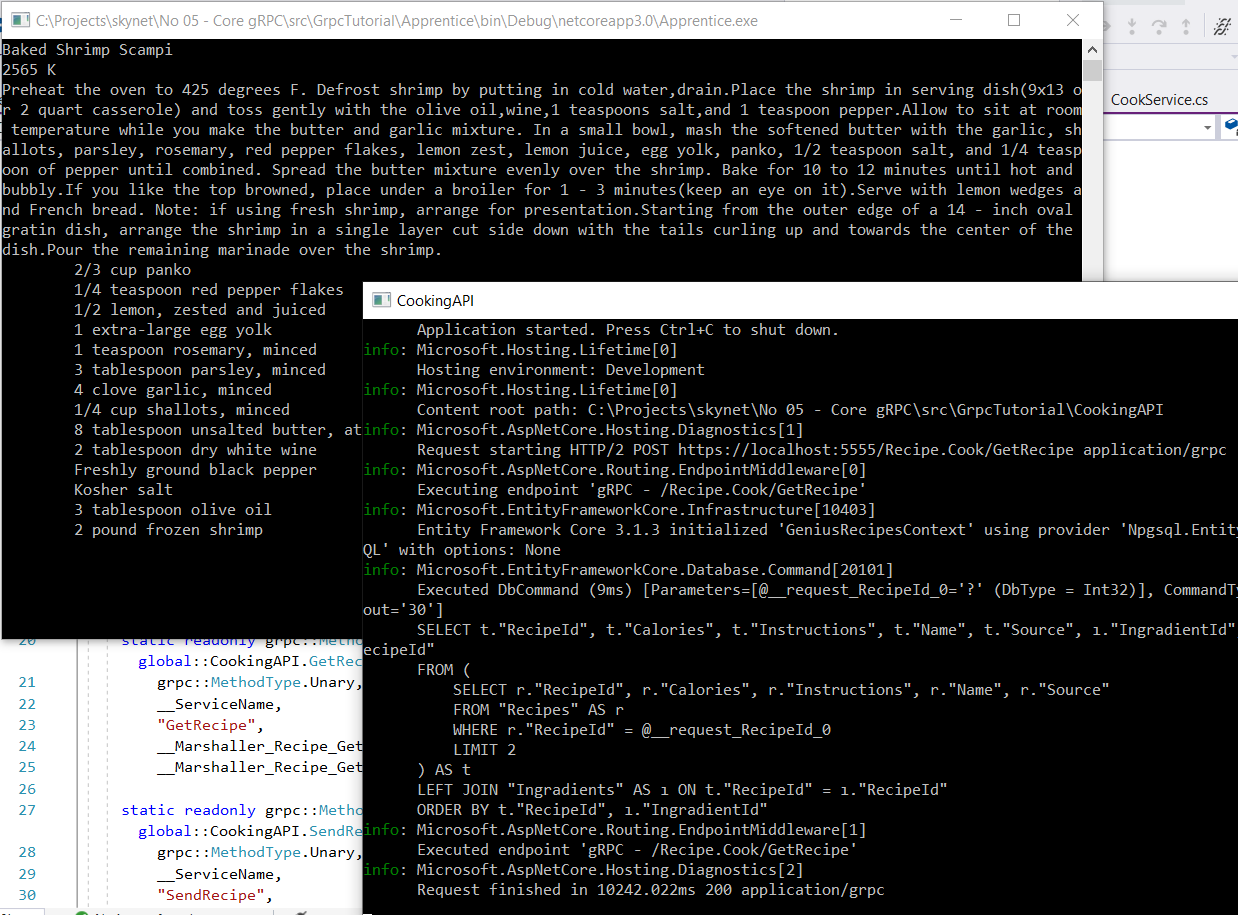 C:\Projects\skynet\No 05 - Core gRPC\src\GrpcTutorial\Apprentice\bin\Debug\netcoreapp3.0\Apprentice.exe
Baked Shrimp Scampi
2565 K
Preheat the oven to 425 degrees F. Defrost shrimp by putting in cold water,drain.Place the shrimp in serving dish(9x13 o
r 2 quart casserole) and toss gently with the olive oil,wine,1 teaspoons salt,and 1 teaspoon pepper.Allow to sit at room
temperature while you make the butter and garlic mixture. In a small bowl, mash the softened butter with the garlic, sh
allots, parsley, rosemary, red pepper flakes, lemon zest, lemon juice, egg yolk, panko, 1/2 teaspoon salt, and 1/4 teasp
oon of pepper until combined. Spread the butter mixture evenly over the shrimp. Bake for 10 to 12 minutes until hot and
bubbly.If you like the top browned, place under a broiler for 1 - 3 minutes(keep an eye on it).Serve with lemon wedges a
nd French bread. Note: if using fresh shrimp, arrange for presentation.Starting from the outer edge of a 14 - inch oval
gratin dish, arrange the shrimp in a single layer cut side down with the tails curling up and towards the center of the
dish.Pour the remaining marinade over the shrimp.
2/3 cup panko
1/4 teaspoon red pepper flakes
1/2 lemon, zested and juiced
1 extra-large egg yolk
1 teaspoon rosemary, minced
3 tablespoon parsley, minced
4 clove garlic, minced
1/4 cup shallots, minced
8 tablespoon unsalted butter, at
2 tablespoon dry white wine
Freshly ground black pepper
Kosher salt
3 tablespoon olive oil
2 pound frozen shrimp
CookService.cs
CookingAPI
Application started. Press Ctrl+C to shut down.
info: Microsoft.Hosting.Lifetime[0]
Hosting environment: Development
info: Microsoft.Hosting.Lifetime[0]
Content root path: C:\Projects\skynet\No 05 - Core gRPC\src\GrpcTutorial\CookingAPI
info: Microsoft.AspNetCore.Hosting.Diagnostics[1]
Request starting HTTP/2 POST https://localhost:5555/Recipe.Cook/GetRecipe application/grpc
info: Microsoft.AspNetCore.Routing.EndpointMiddleware[0]
Executing endpoint 'gRPC - /Recipe.Cook/GetRecipe'
info: Microsoft.EntityFrameworkCore.Infrastructure[10403]
Entity Framework Core 3.1.3 initialized 'GeniusRecipesContext' using provider 'Npgsql.Entity
QL' with options: None
info: Microsoft.EntityFrameworkCore.Database.Command[20101]
Executed DbCommand (9ms) [Parameters=[@__request_RecipeId_0='?' (DbType = Int32)], CommandTy
out='30']
SELECT t."RecipeId", t."Calories", t."Instructions", t."Name", t."Source", ı."IngradientId"
ecipeId"
FROM (
SELECT r."RecipeId", r."Calories", r."Instructions", r."Name", r."Source"
FROM "Recipes" AS r
WHERE r."RecipeId" = @__request_RecipeId_0
LIMIT 2
) AS t
LEFT JOIN "Ingradients" AS ı ON t."RecipeId" = ı."RecipeId"
ORDER BY t."RecipeId", ı."IngradientId"
info: Microsoft.AspNetCore.Routing.EndpointMiddleware[1]
Executed endpoint 'gRPC - /Recipe.Cook/GetRecipe'
info: Microsoft.AspNetCore.Hosting.Diagnostics[2]
Request finished in 10242.022ms 200 application/grpc
20 static readonly grpc::Metho
global::CookingAPI.GetRec
21 grpc::MethodType.Unary,
22 __ServiceName,
23 "GetRecipe",
24 __Marshaller_Recipe_Get
25 __Marshaller_Recipe_Get
26
27 static readonly grpc::Metho
global::CookingAPI.SendRe
28 grpc::MethodType.Unary,
29 __ServiceName,
30 "SendRecipe",